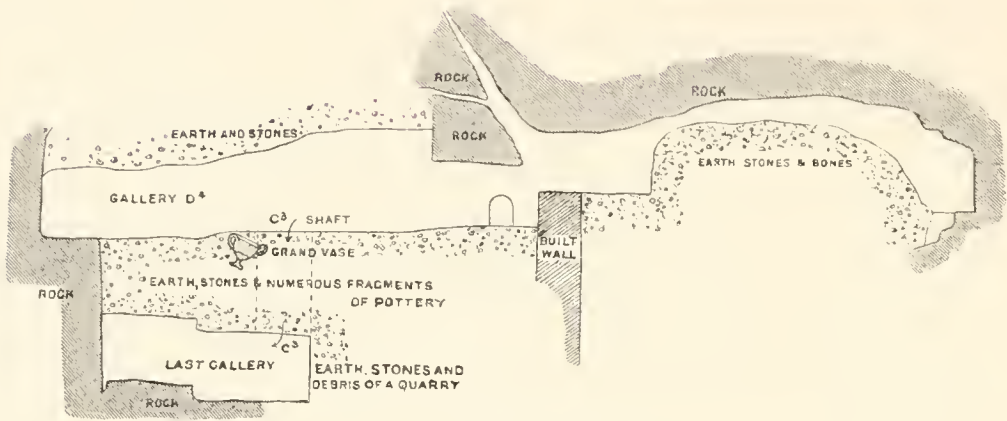 ROCK
ROCK
ROCK
EARTH AND STONES
EARTH STONES & BONES
GALLERY D⁴
C³ SHAFT
GRAND VASE
BUILT
WALL
EARTH, STONES & NUMEROUS FRAGMENTS
OF POTTERY
ROCK
C³
LAST GALLERY
EARTH, STONES AND
DEBRIS OF A QUARRY
ROCK